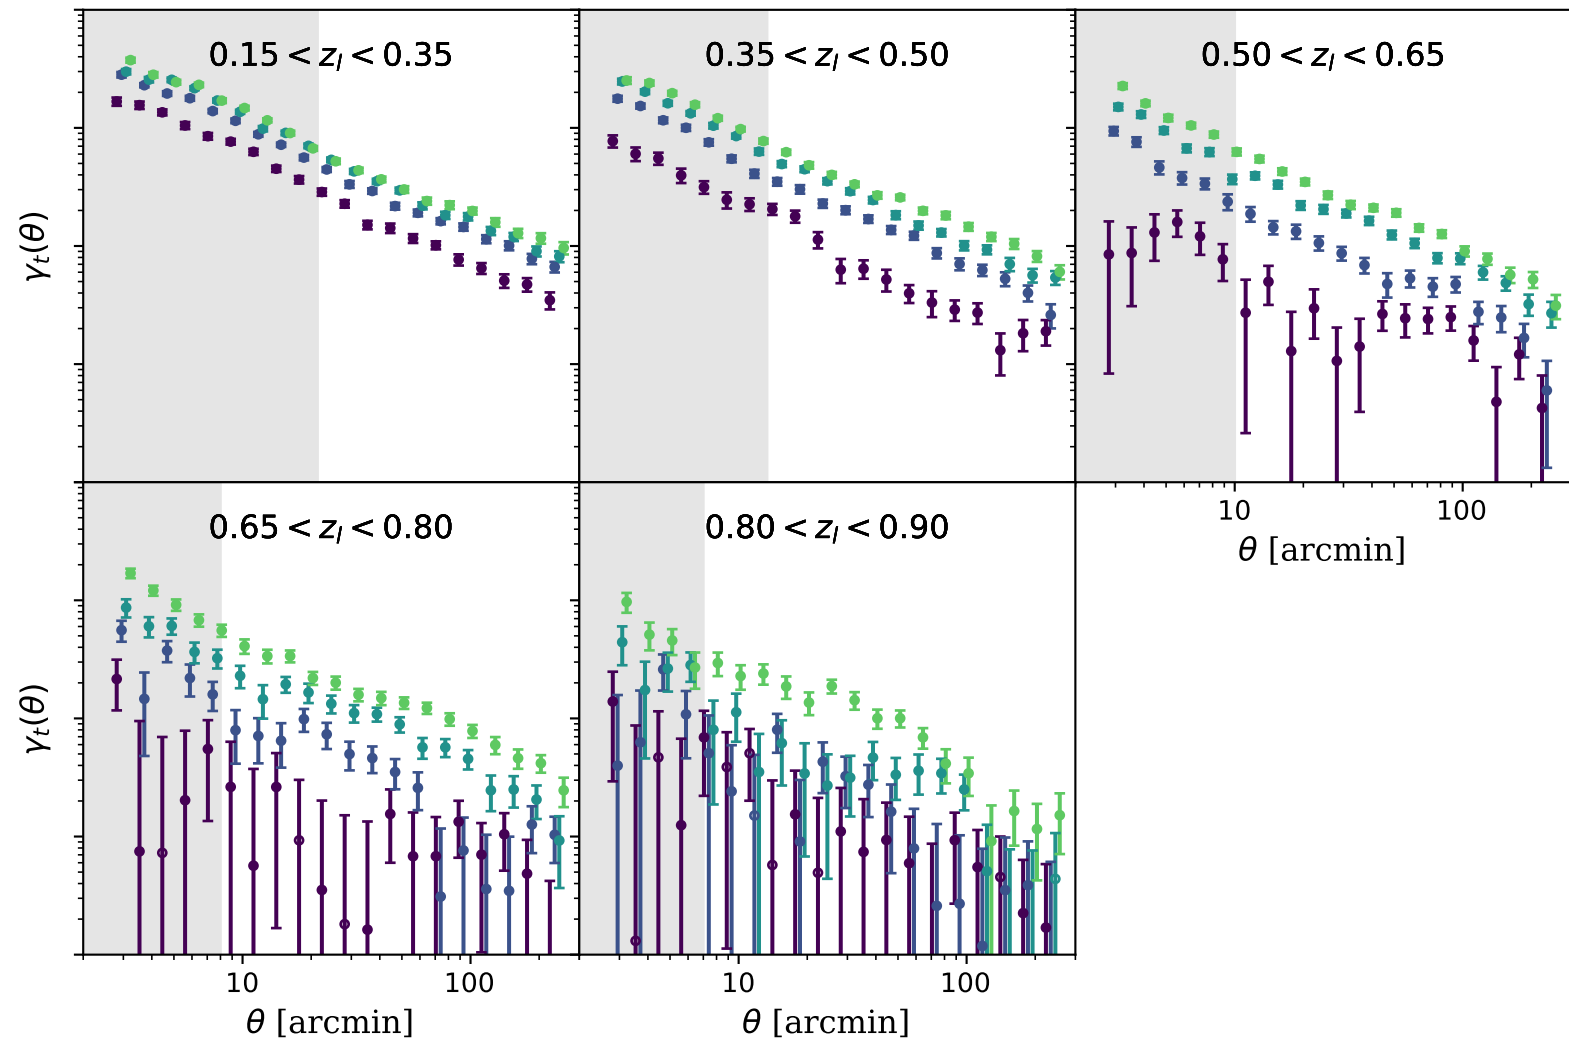 0.15 < z_l < 0.35
0.35 < z_l < 0.50
0.50 < z_l < 0.65
γ_t(θ)
10 100
θ [arcmin]
0.65 < z_l < 0.80
0.80 < z_l < 0.90
γ_t(θ)
10 100
10 100
θ [arcmin]
θ [arcmin]